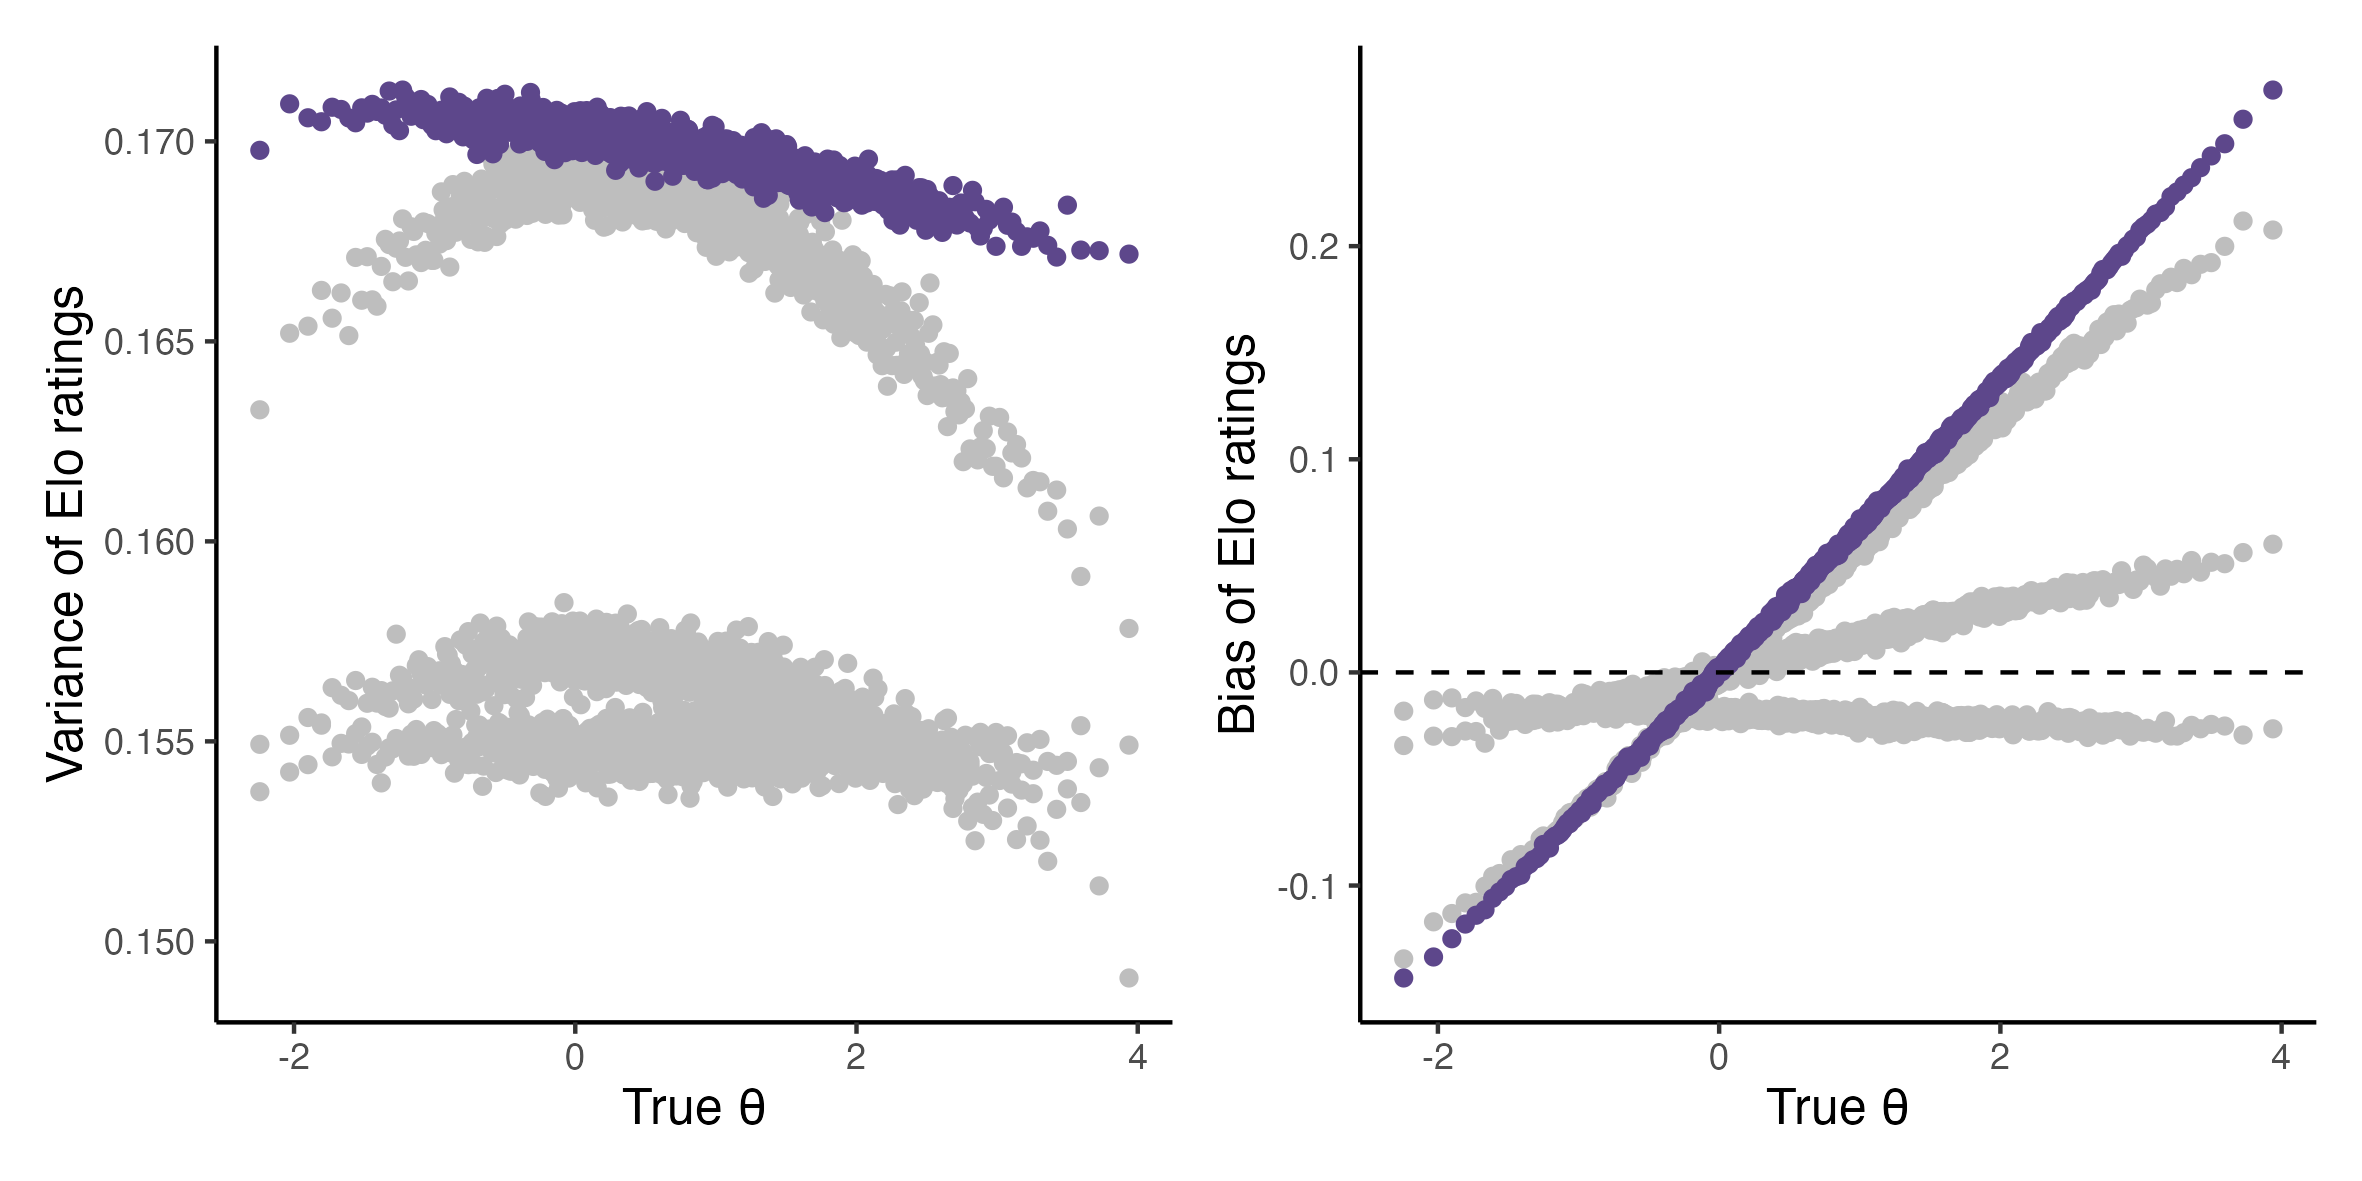 Variance of Elo ratings
0.170
0.165
0.160
0.155
0.150
-2 0 2 4
True θ
Bias of Elo ratings
0.2
0.1
0.0
-0.1
-2 0 2 4
True θ